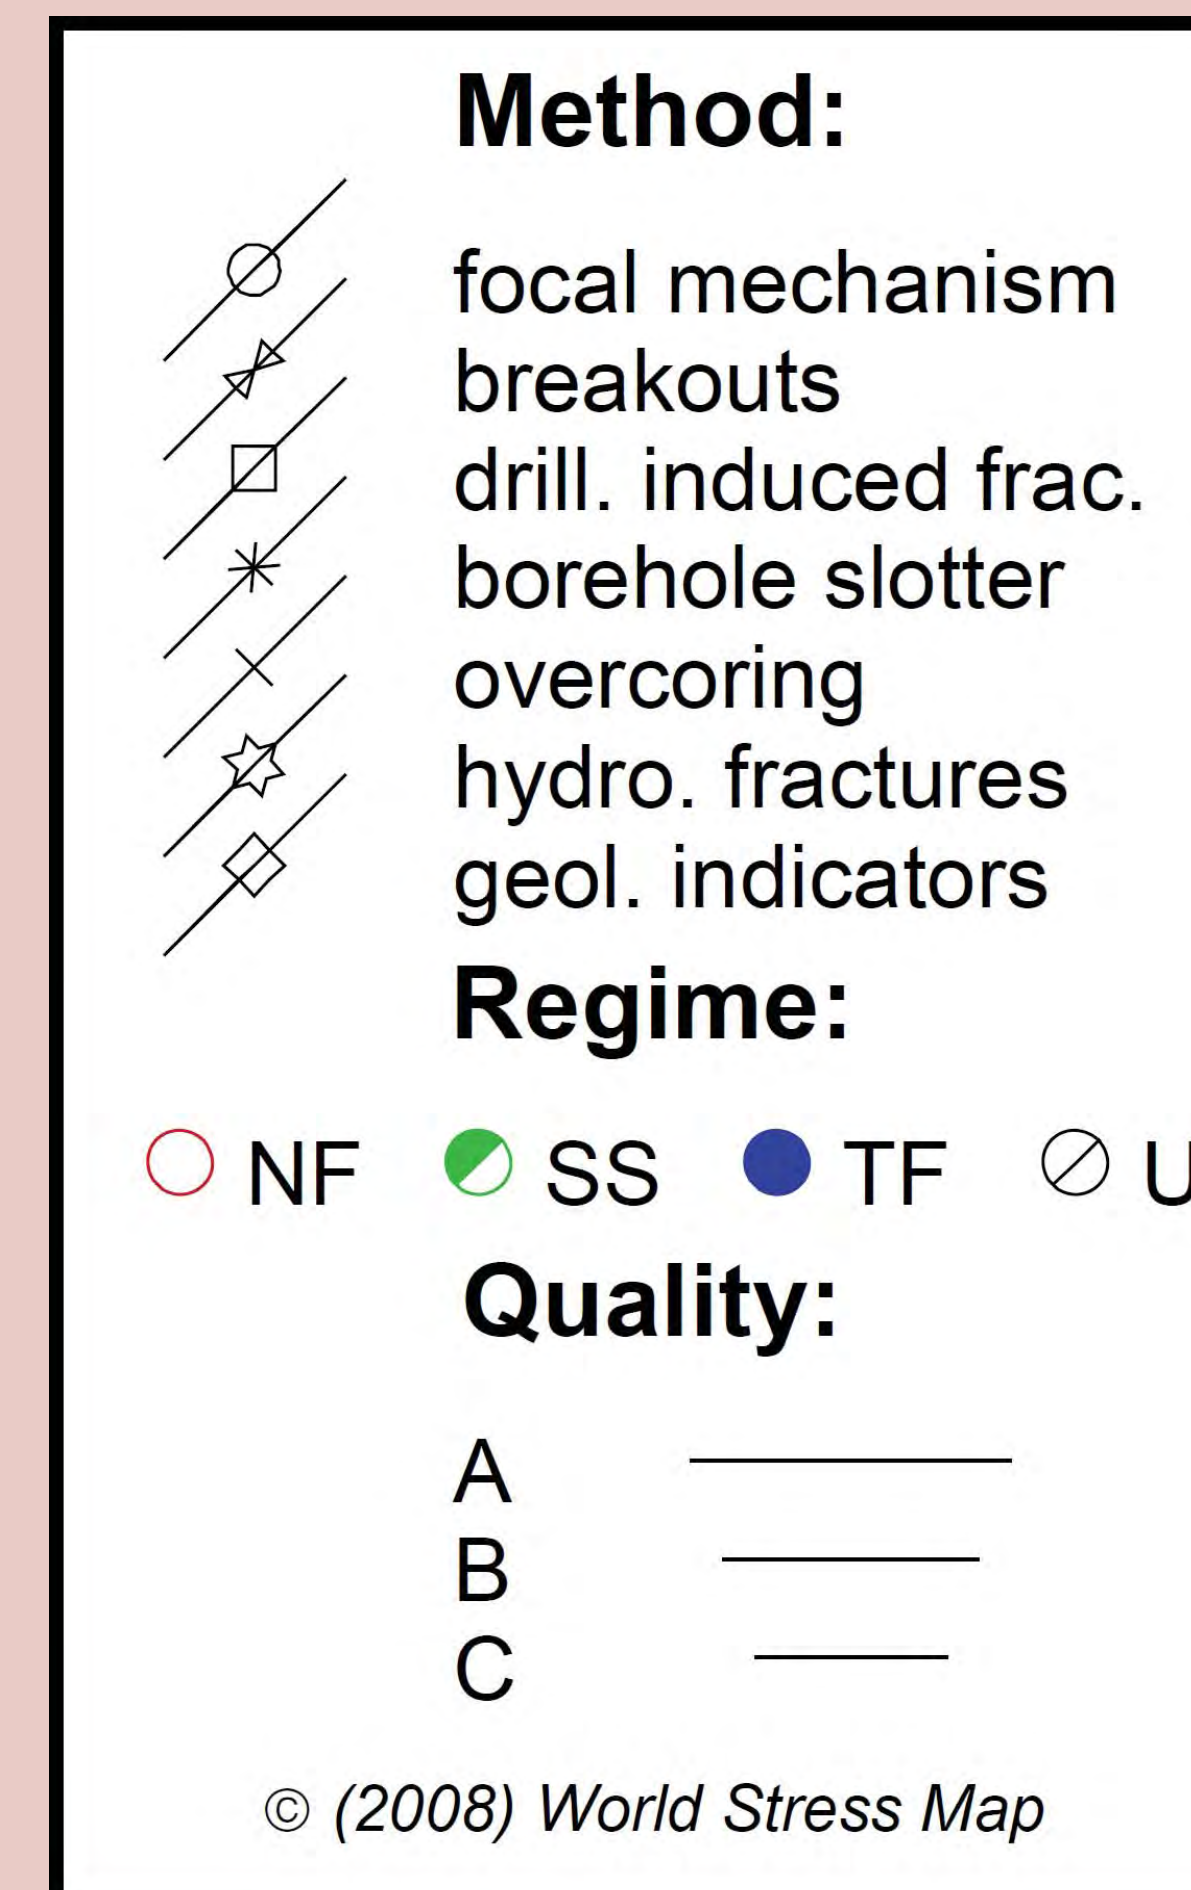 Method:
focal mechanism
breakouts
drill. induced frac.
borehole slotter
overcoring
hydro. fractures
geol. indicators
Regime:
NF SS TF U
Quality:
A
B
C
© (2008) World Stress Map